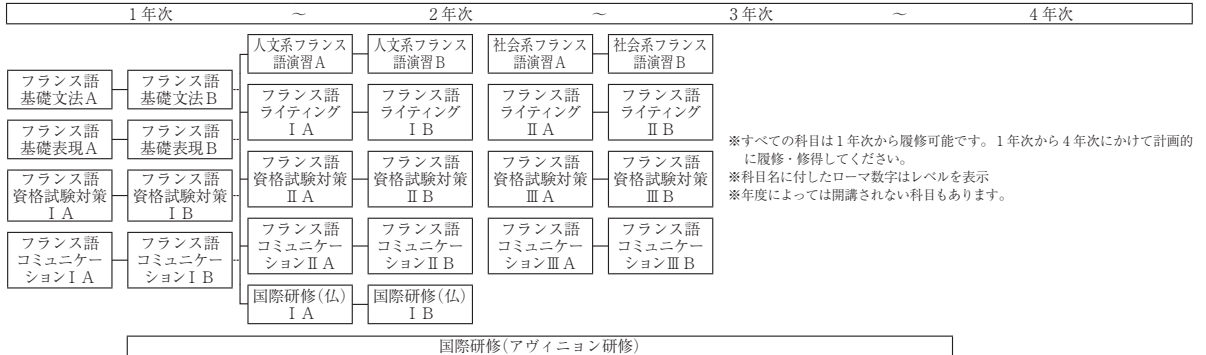 1年次 ～ 2年次 ～ 3年次 ～ 4年次
人文系フランス
語演習A
人文系フランス
語演習B
社会系フランス
語演習A
社会系フランス
語演習B
フランス語
基礎文法A
フランス語
基礎文法B
フランス語
ライティング
ⅠA
フランス語
ライティング
ⅠB
フランス語
ライティング
ⅡA
フランス語
ライティング
ⅡB
フランス語
基礎表現A
フランス語
基礎表現B
フランス語
資格試験対策
ⅠA
フランス語
資格試験対策
ⅠB
フランス語
資格試験対策
ⅡA
フランス語
資格試験対策
ⅡB
フランス語
資格試験対策
ⅢA
フランス語
資格試験対策
ⅢB
フランス語
コミュニケー
ションⅠA
フランス語
コミュニケー
ションⅠB
フランス語
コミュニケー
ションⅡA
フランス語
コミュニケー
ションⅡB
フランス語
コミュニケー
ションⅢA
フランス語
コミュニケー
ションⅢB
国際研修(仏)
ⅠA
国際研修(仏)
ⅠB
※すべての科目は1年次から履修可能です。1年次から4年次にかけて計画的
に履修・修得してください。
※科目名に付したローマ数字はレベルを表示
※年度によっては開講されない科目もあります。
国際研修(アヴィニョン研修)